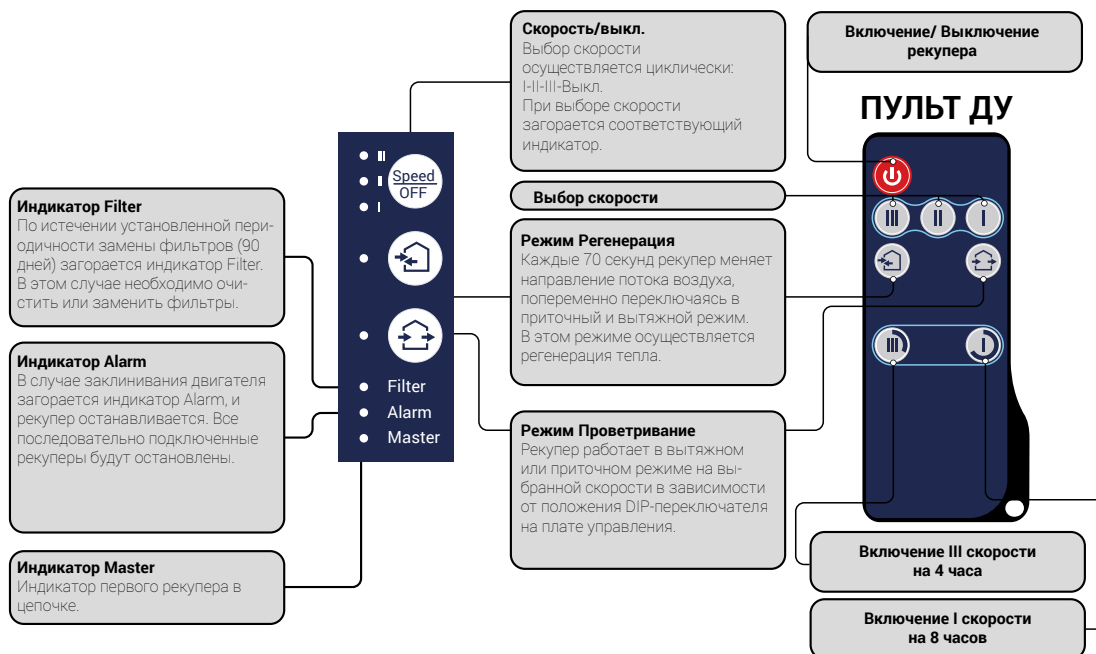 Скорость/выкл.
Выбор скорости
осуществляется циклически:
I-II-III-Выкл.
При выборе скорости
загорается соответствующий
индикатор.
Включение/ Выключение
рекупера
ПУЛЬТ ДУ
III
II
I
Speed
OFF
Выбор скорости
III
II
I
Индикатор Filter
По истечении установленной пери-
одичности замены фильтров (90
дней) загорается индикатор Filter.
В этом случае необходимо очи-
стить или заменить фильтры.
Режим Регенерация
Каждые 70 секунд рекупер меняет
направление потока воздуха,
попеременно переключаясь в
приточный и вытяжной режим.
В этом режиме осуществляется
регенерация тепла.
III
I
Индикатор Alarm
В случае заклинивания двигателя
загорается индикатор Alarm, и
рекупер останавливается. Все
последовательно подключенные
рекуперы будут остановлены.
Filter
Alarm
Master
Режим Проветривание
Рекупер работает в вытяжном
или приточном режиме на вы-
бранной скорости в зависимости
от положения DIP-переключателя
на плате управления.
Индикатор Master
Индикатор первого рекупера в
цепочке.
Включение III скорости
на 4 часа
Включение I скорости
на 8 часов